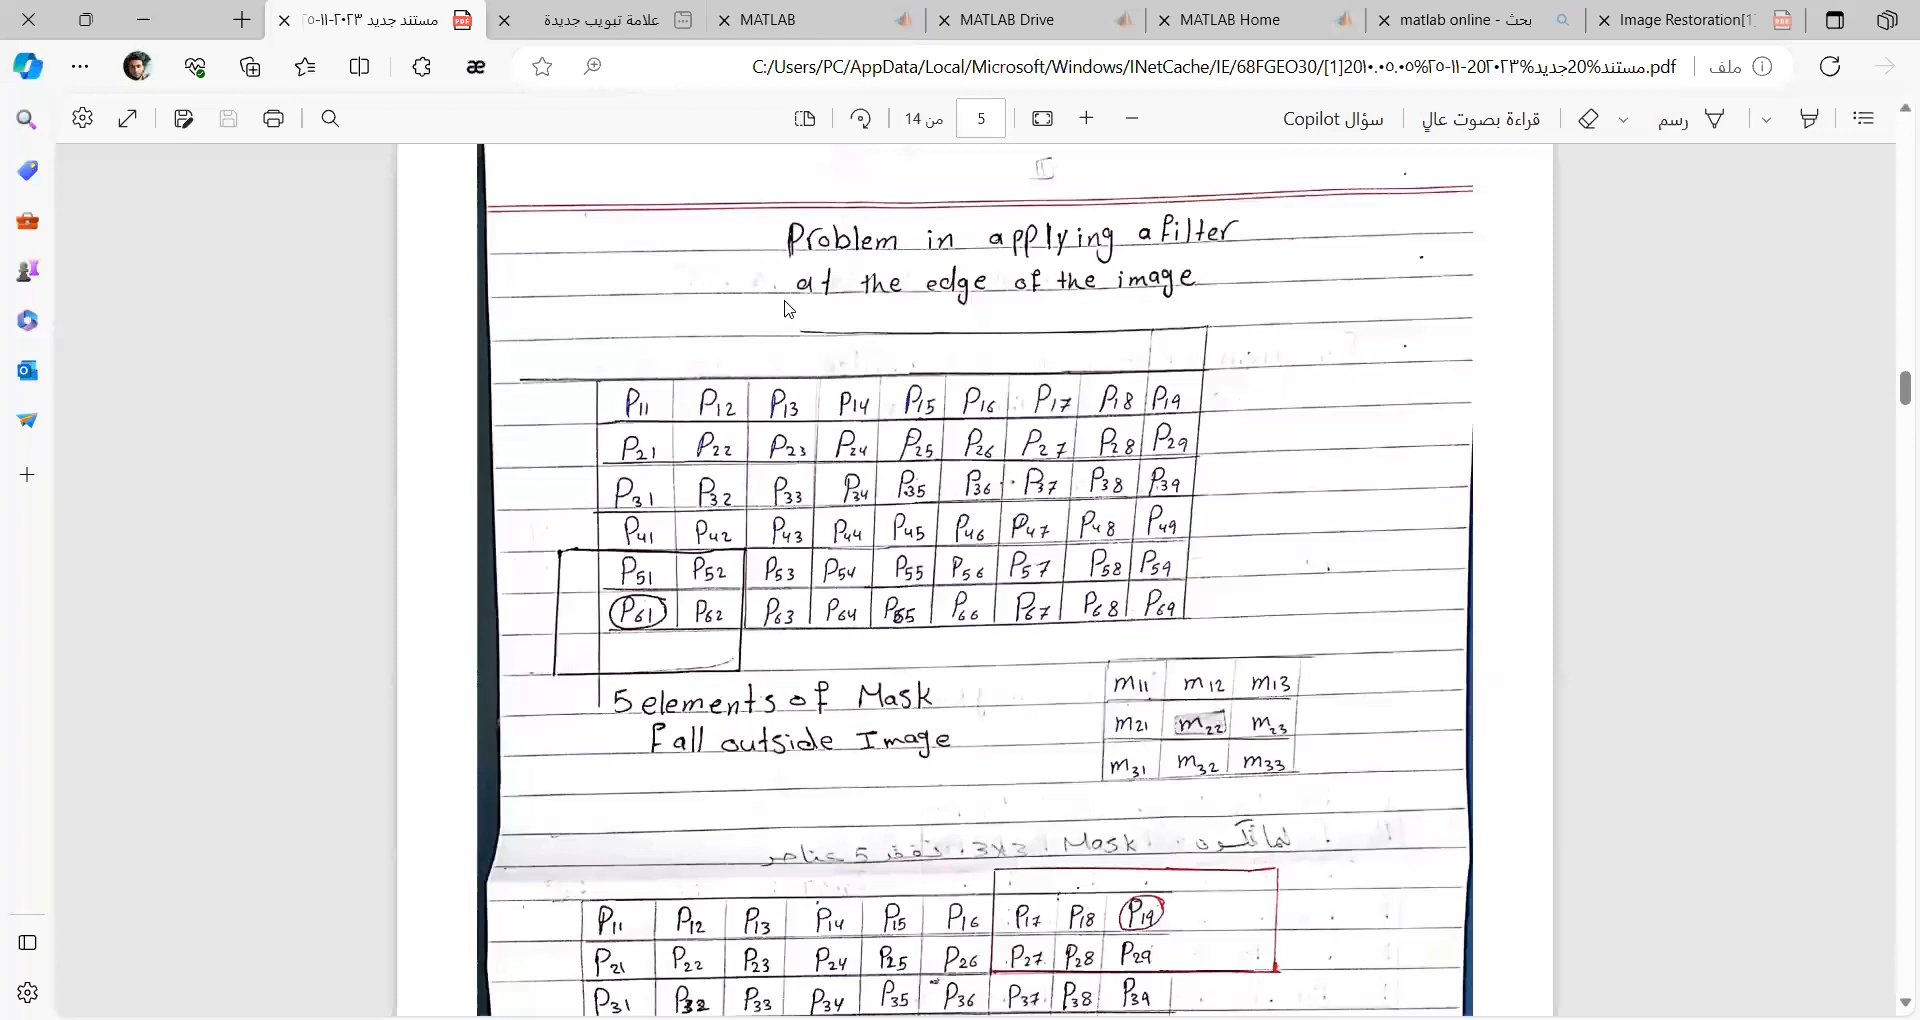 مستند جديد ٢٠٢٣-١١-٢٥
علامة تبويب جديدة
MATLAB
MATLAB Drive
MATLAB Home
matlab online - بحث
Image Restoration[1]
ملف
قراءة بصوت عالٍ
سؤال Copilot
رسم
5
من 14
Problem in applying a filter
at the edge of the image
P11 P12 P13 P14 P15 P16 P17 P18 P19
P21 P22 P23 P24 P25 P26 P27 P28 P29
P31 P32 P33 P34 P35 P36 P37 P38 P39
P41 P42 P43 P44 P45 P46 P47 P48 P49
P51 P52 P53 P54 P55 P56 P57 P58 P59
P61 P62 P63 P64 P65 P66 P67 P68 P69
5 elements of Mask
Fall outside Image
m11 m12 m13
m21 m22 m23
m31 m32 m33
لما تكون Mask 3x3 5 عناصر
P11 P12 P13 P14 P15 P16 P17 P18 P19
P21 P22 P23 P24 P25 P26 P27 P28 P29
P31 P32 P33 P34 P35 P36 P37 P38 P39